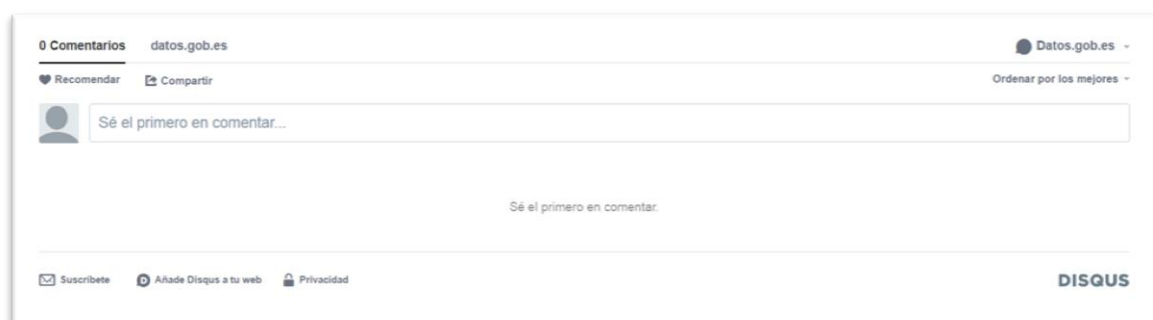 0 Comentarios datos.gob.es Datos.gob.es
Recomendar Compartir Ordenar por los mejores
Sé el primero en comentar...
Sé el primero en comentar.
Suscríbete D Añade Disqus a tu web Privacidad DISQUS